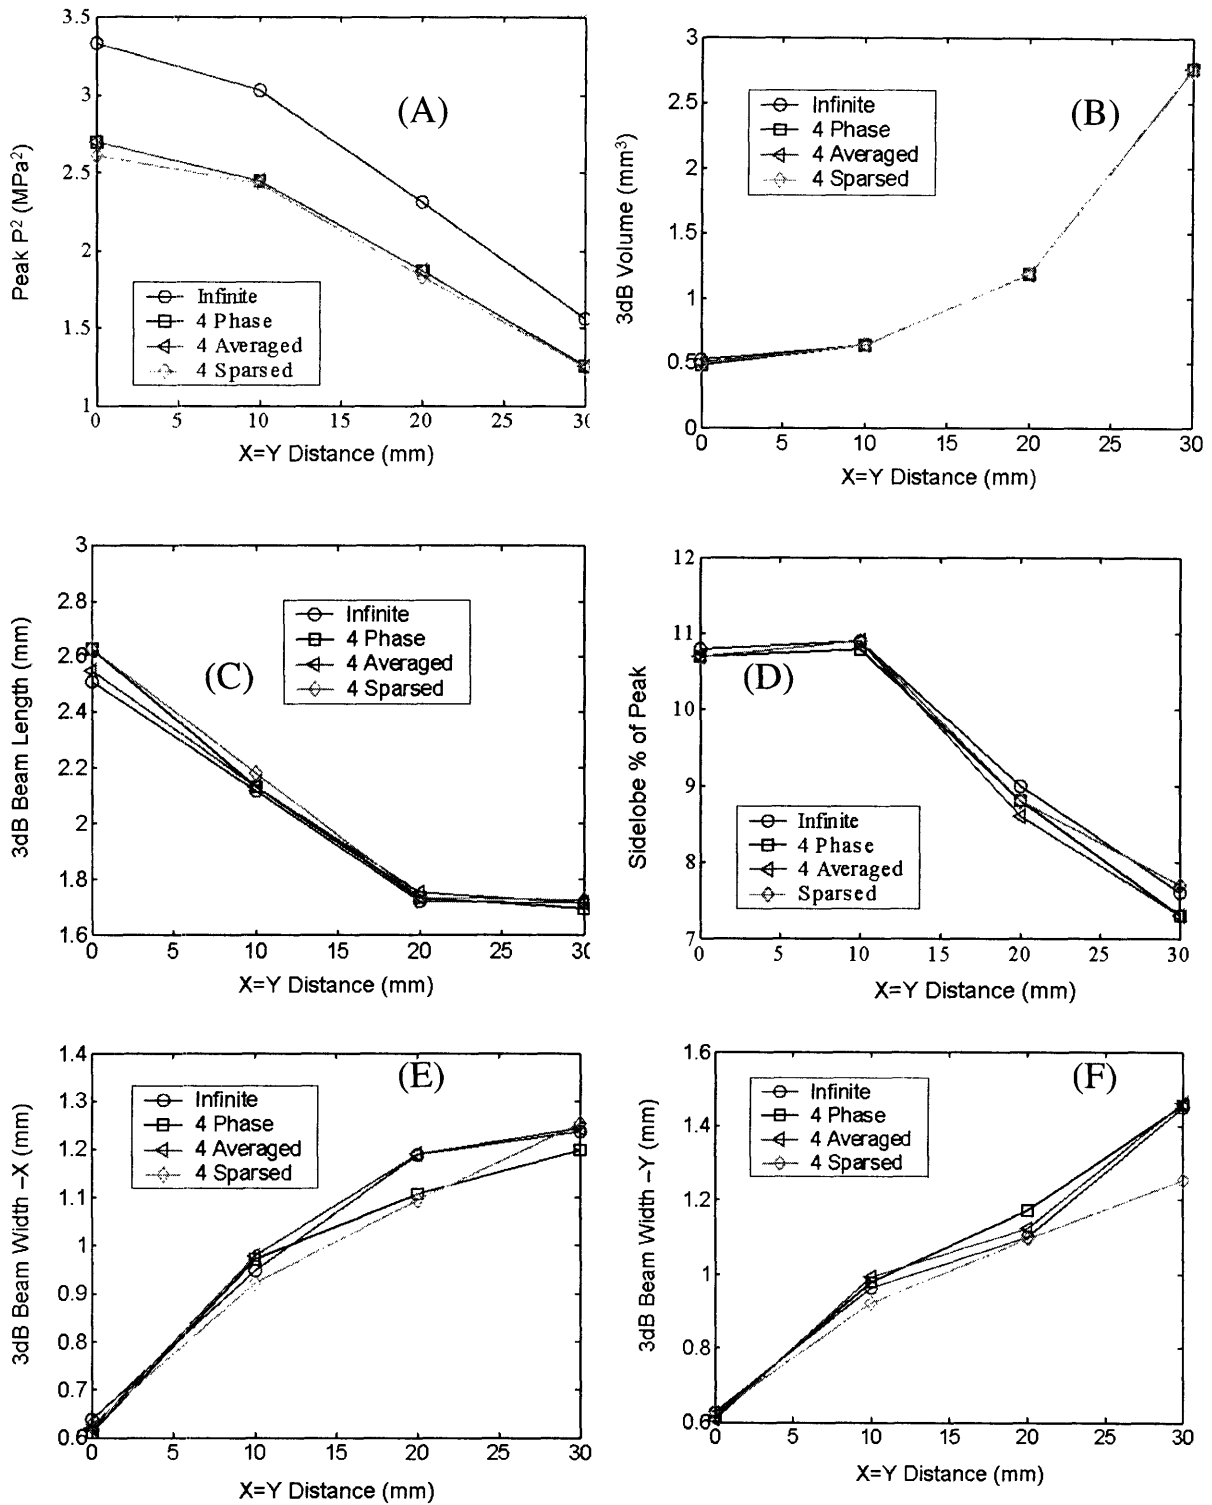 3.5
3
2.5
2
1.5
1
Peak P² (MPa²)
(A)
Infinite
4 Phase
4 Averaged
4 Sparsed
0 5 10 15 20 25 30
X=Y Distance (mm)
3
2.5
2
1.5
1
0.5
0
3dB Volume (mm³)
(B)
Infinite
4 Phase
4 Averaged
4 Sparsed
0 5 10 15 20 25 30
X=Y Distance (mm)
3
2.8
2.6
2.4
2.2
2
1.8
1.6
3dB Beam Length (mm)
(C)
Infinite
4 Phase
4 Averaged
4 Sparsed
0 5 10 15 20 25 30
X=Y Distance (mm)
12
11
10
9
8
7
Sidelobe % of Peak
(D)
Infinite
4 Phase
4 Averaged
Sparsed
0 5 10 15 20 25 30
X=Y Distance (mm)
1.4
1.3
1.2
1.1
1
0.9
0.8
0.7
0.6
3dB Beam Width –X (mm)
(E)
Infinite
4 Phase
4 Averaged
4 Sparsed
0 5 10 15 20 25 30
X=Y Distance (mm)
1.6
1.4
1.2
1
0.8
0.6
3dB Beam Width –Y (mm)
(F)
Infinite
4 Phase
4 Averaged
4 Sparsed
0 5 10 15 20 25 30
X=Y Distance (mm)